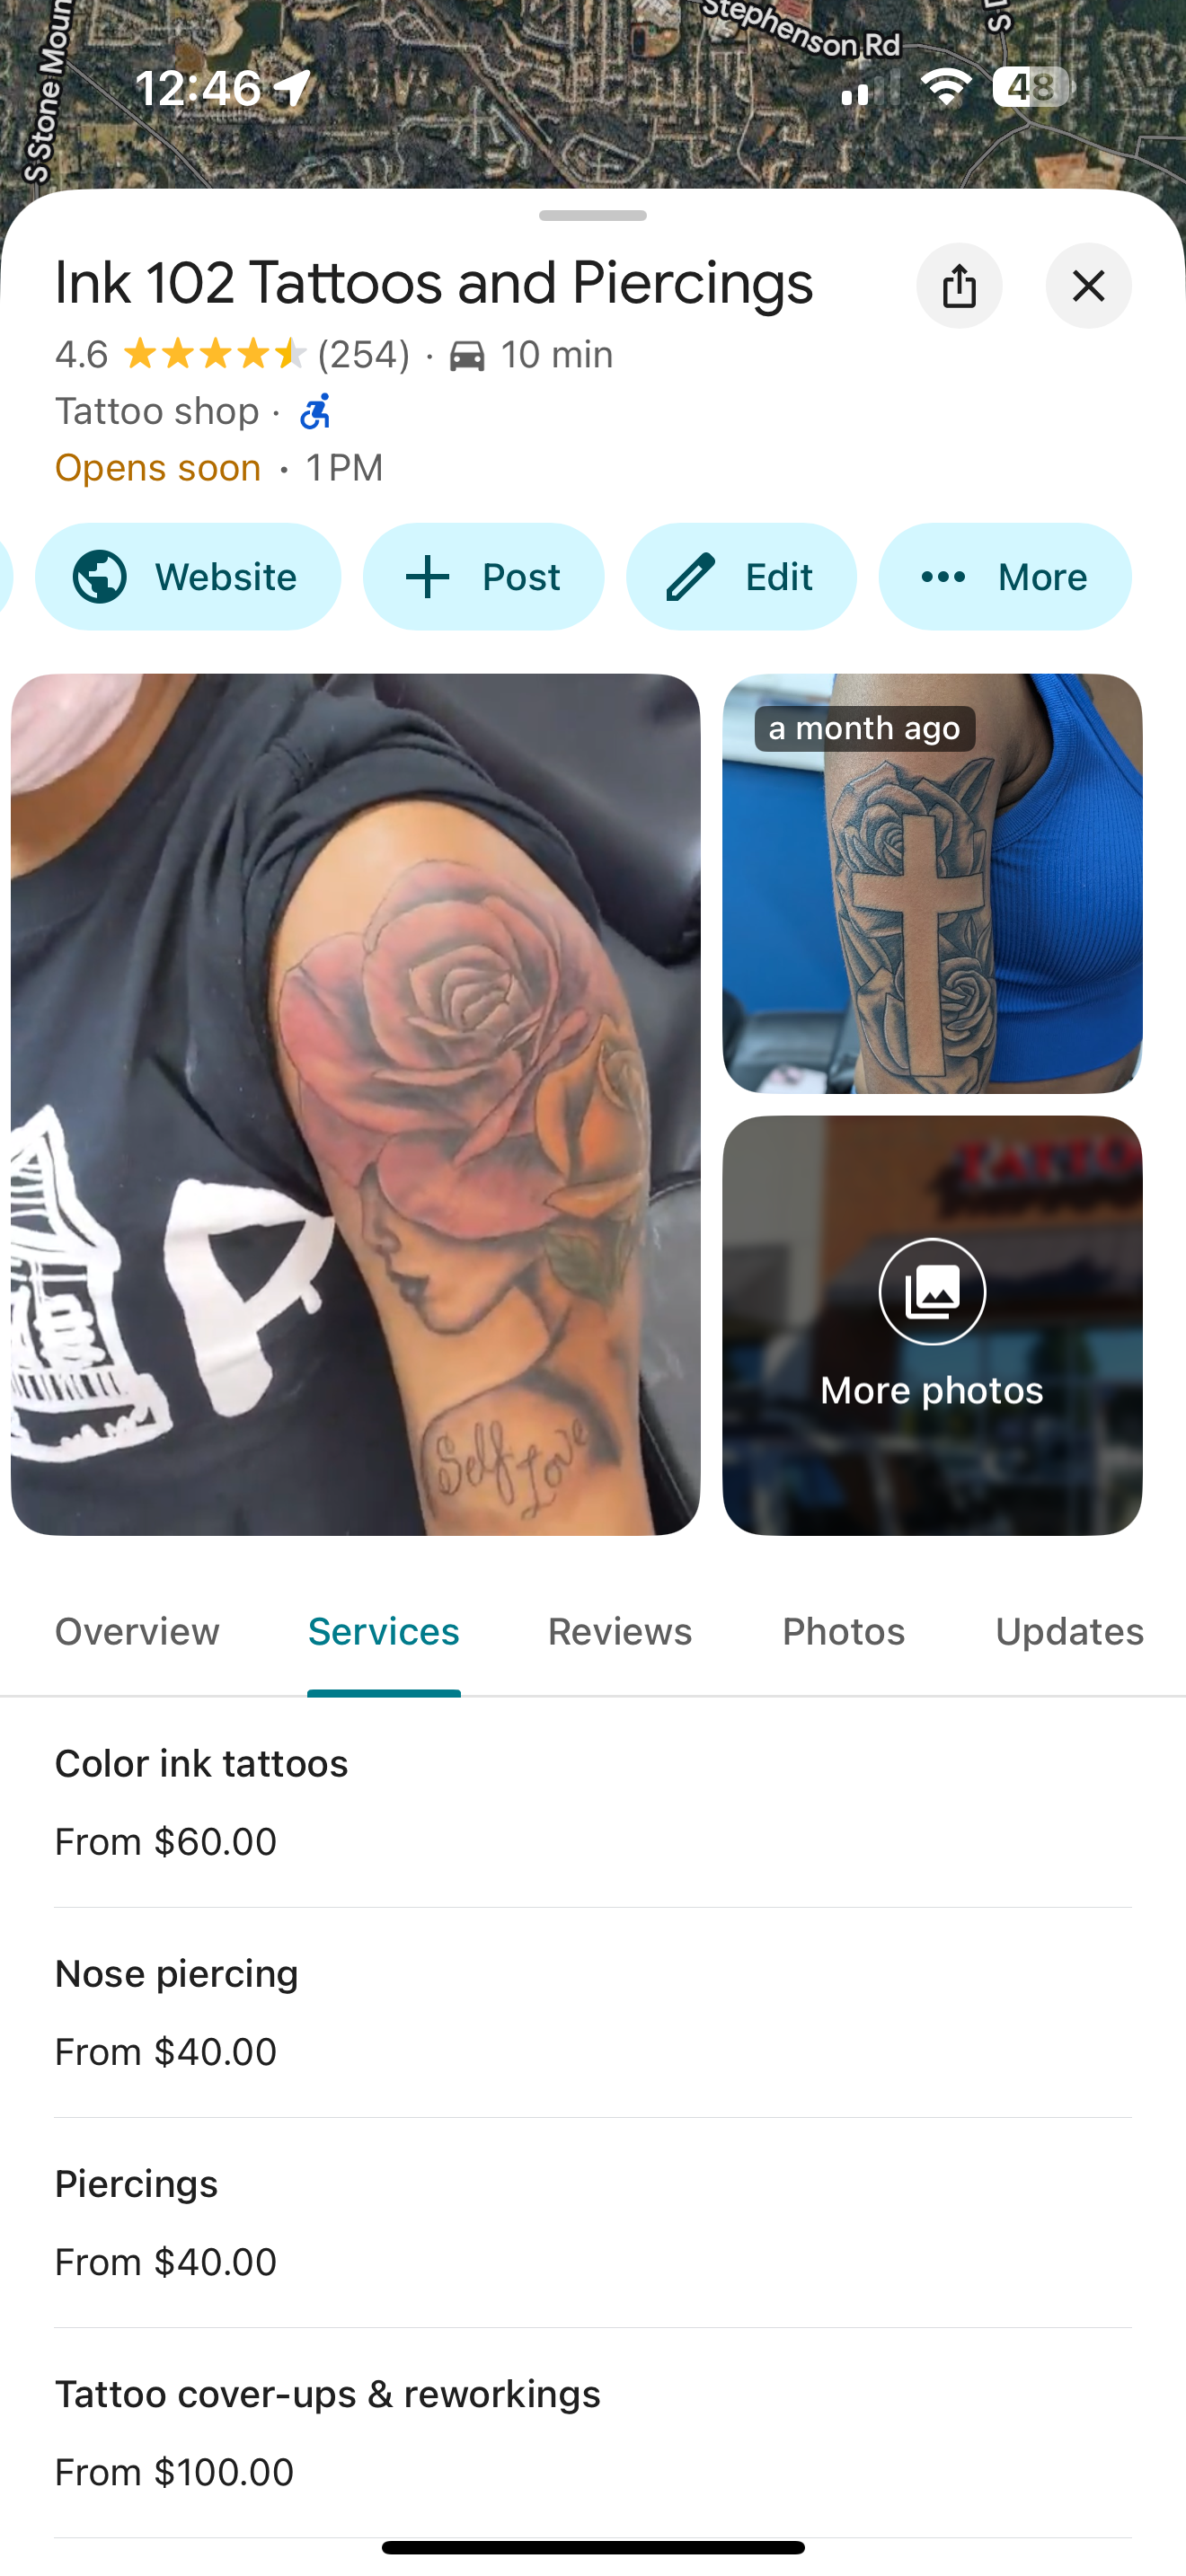 Stephenson Rd
S Stone Moun
12:46
48
Ink 102 Tattoos and Piercings
4.6 (254) · 10 min
Tattoo shop ·
Opens soon · 1 PM
Website
Post
Edit
More
a month ago
TATTO
Self Love
More photos
Overview
Services
Reviews
Photos
Updates
Color ink tattoos
From $60.00
Nose piercing
From $40.00
Piercings
From $40.00
Tattoo cover-ups & reworkings
From $100.00